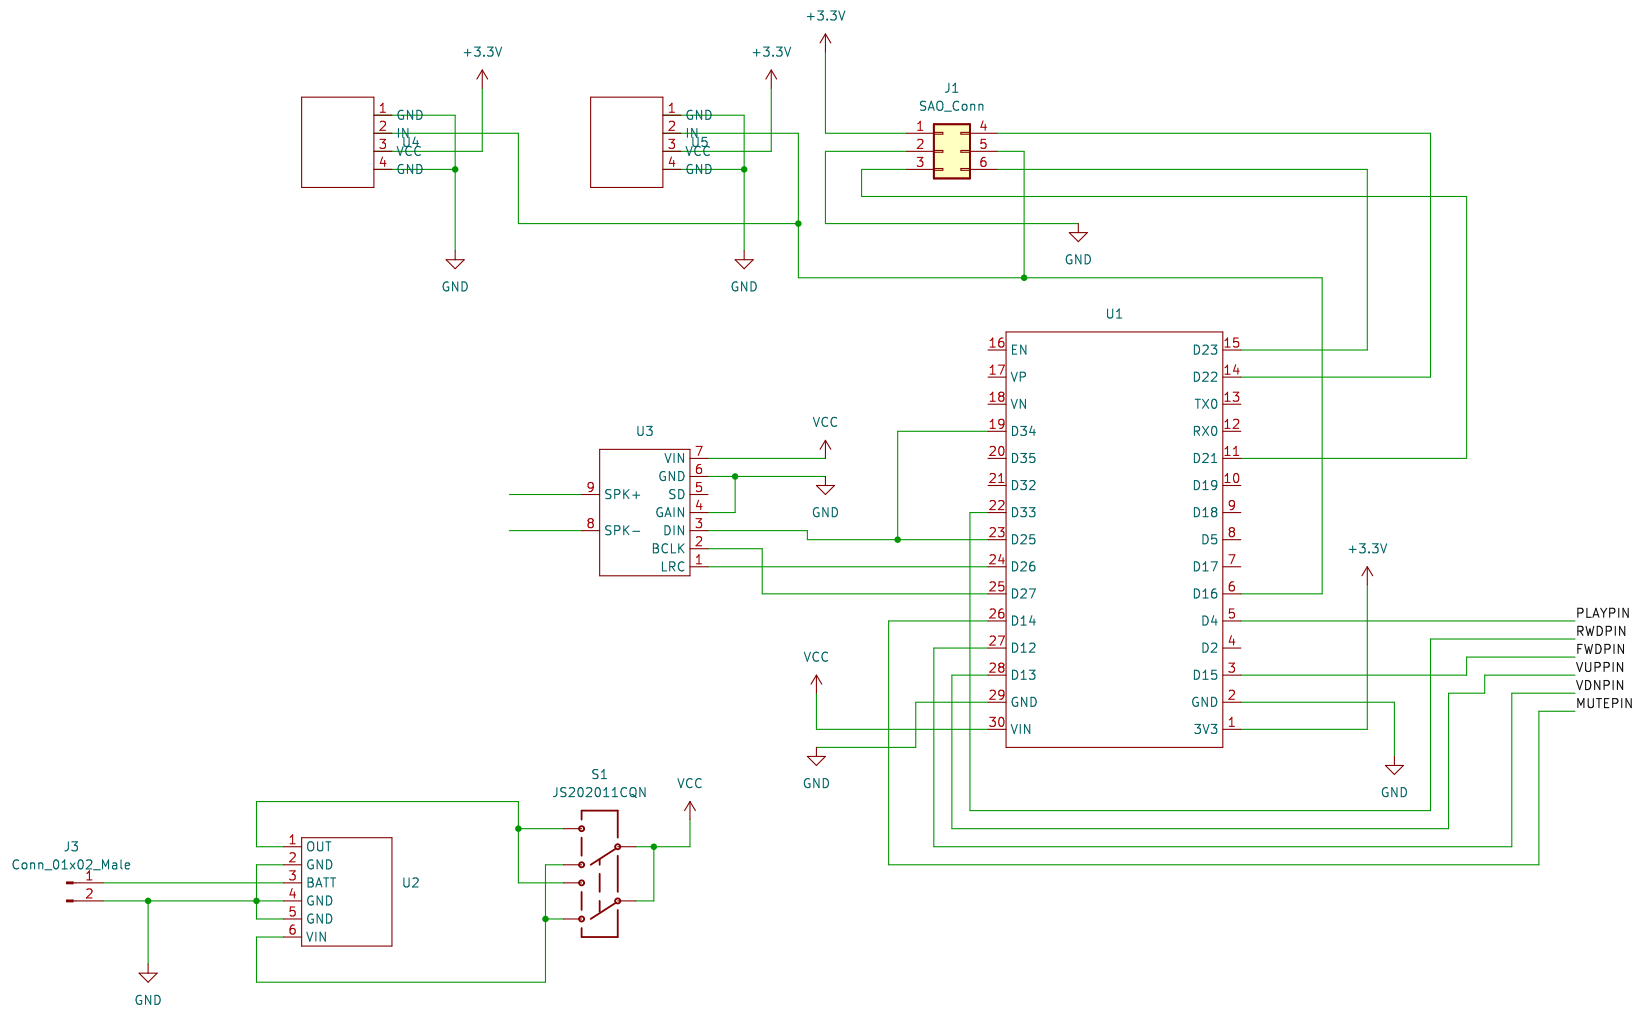 +3.3V
+3.3V
+3.3V
1 GND
2 IN
U4
3 VCC
4 GND
GND
1 GND
2 IN
U5
3 VCC
4 GND
GND
J1
SAO_Conn
1 4
2 5
3 6
GND
U1
16 EN D23 15
17 VP D22 14
18 VN TX0 13
19 D34 RX0 12
20 D35 D21 11
21 D32 D19 10
22 D33 D18 9
23 D25 D5 8
24 D26 D17 7
25 D27 D16 6
26 D14 D4 5
27 D12 D2 4
28 D13 D15 3
29 GND GND 2
30 VIN 3V3 1
U3
VIN 7
GND 6
9 SPK+ SD 5
GAIN 4
8 SPK- DIN 3
BCLK 2
LRC 1
VCC
GND
+3.3V
PLAYPIN
RWDPIN
FWDPIN
VUPPIN
VDNPIN
MUTEPIN
VCC
GND
GND
S1
JS202011CQN
VCC
J3
Conn_01x02_Male
1
2
1 OUT
2 GND
3 BATT
4 GND
5 GND
6 VIN
U2
GND